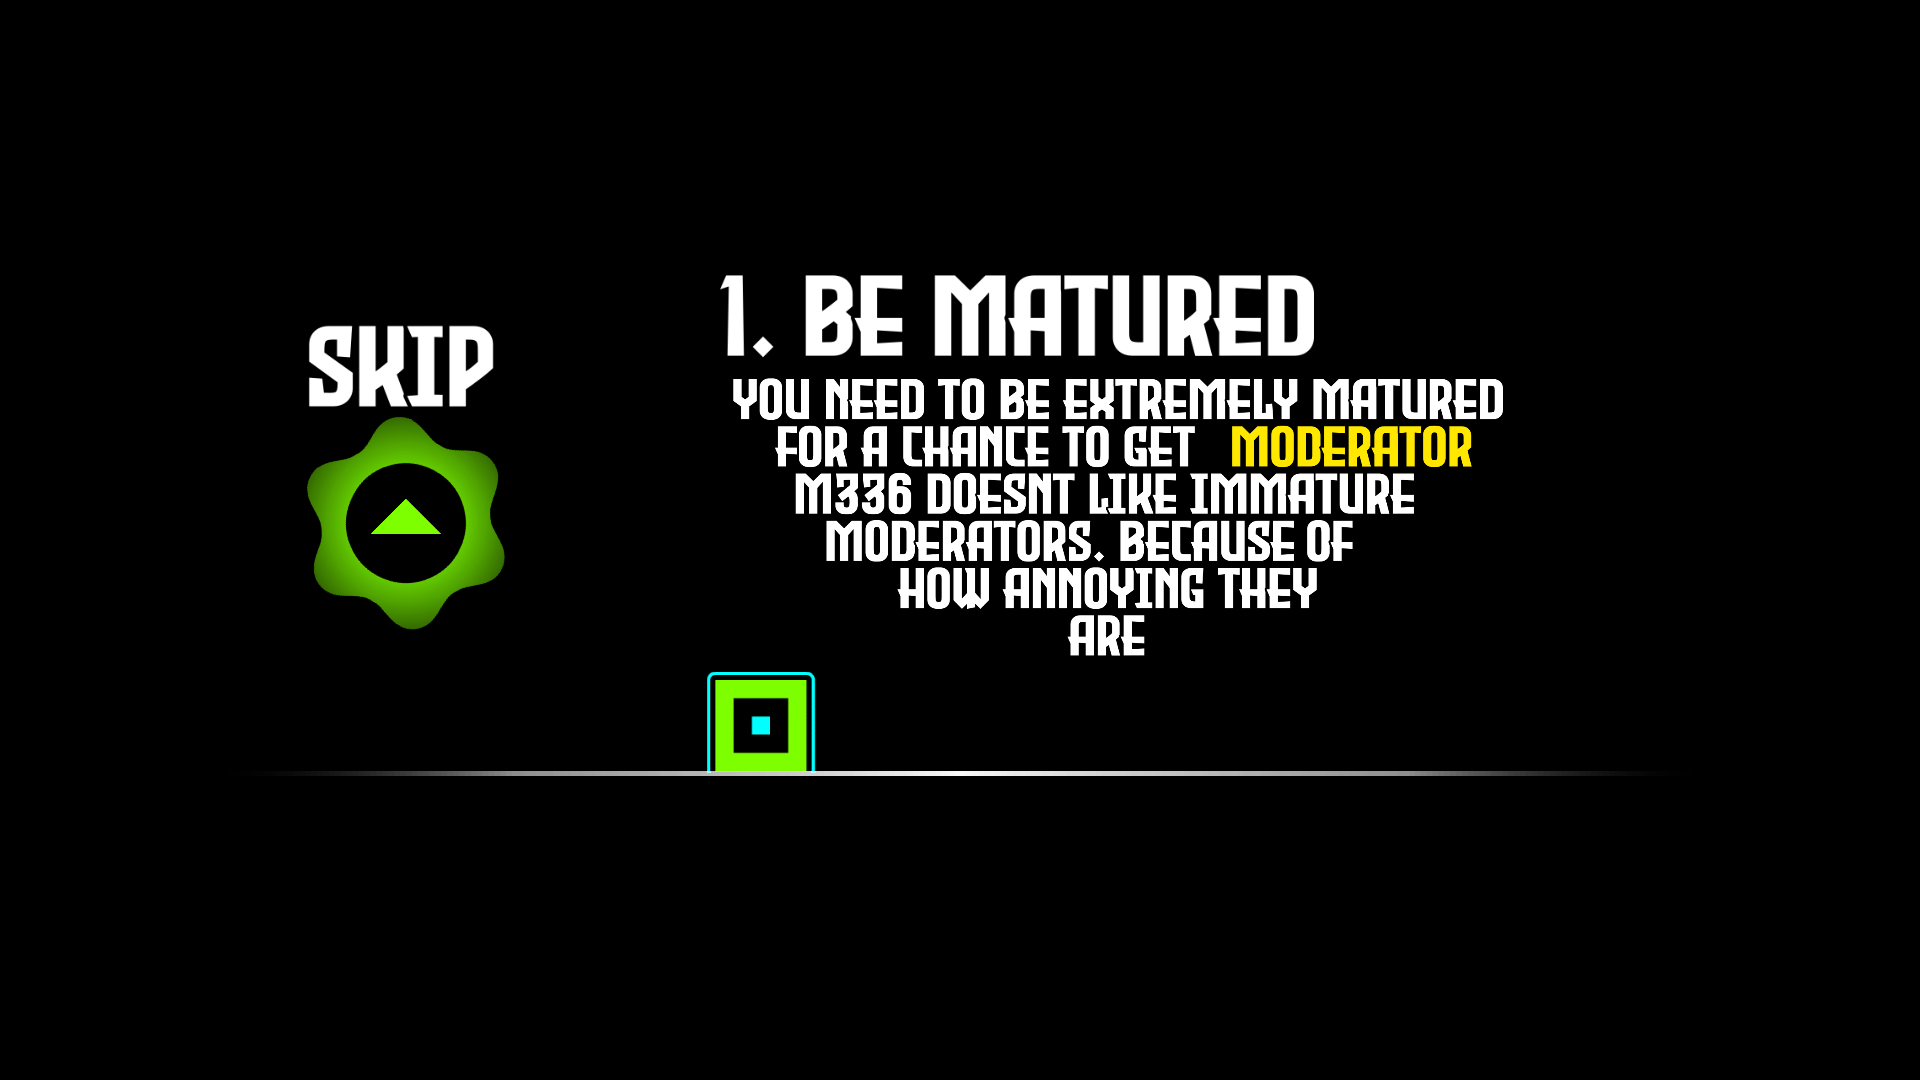 SKIP
1. BE MATURED
YOU NEED TO BE EXTREMELY MATURED
FOR A CHANCE TO GET MODERATOR
M336 DOESNT LIKE IMMATURE
MODERATORS. BECAUSE OF
HOW ANNOYING THEY
ARE